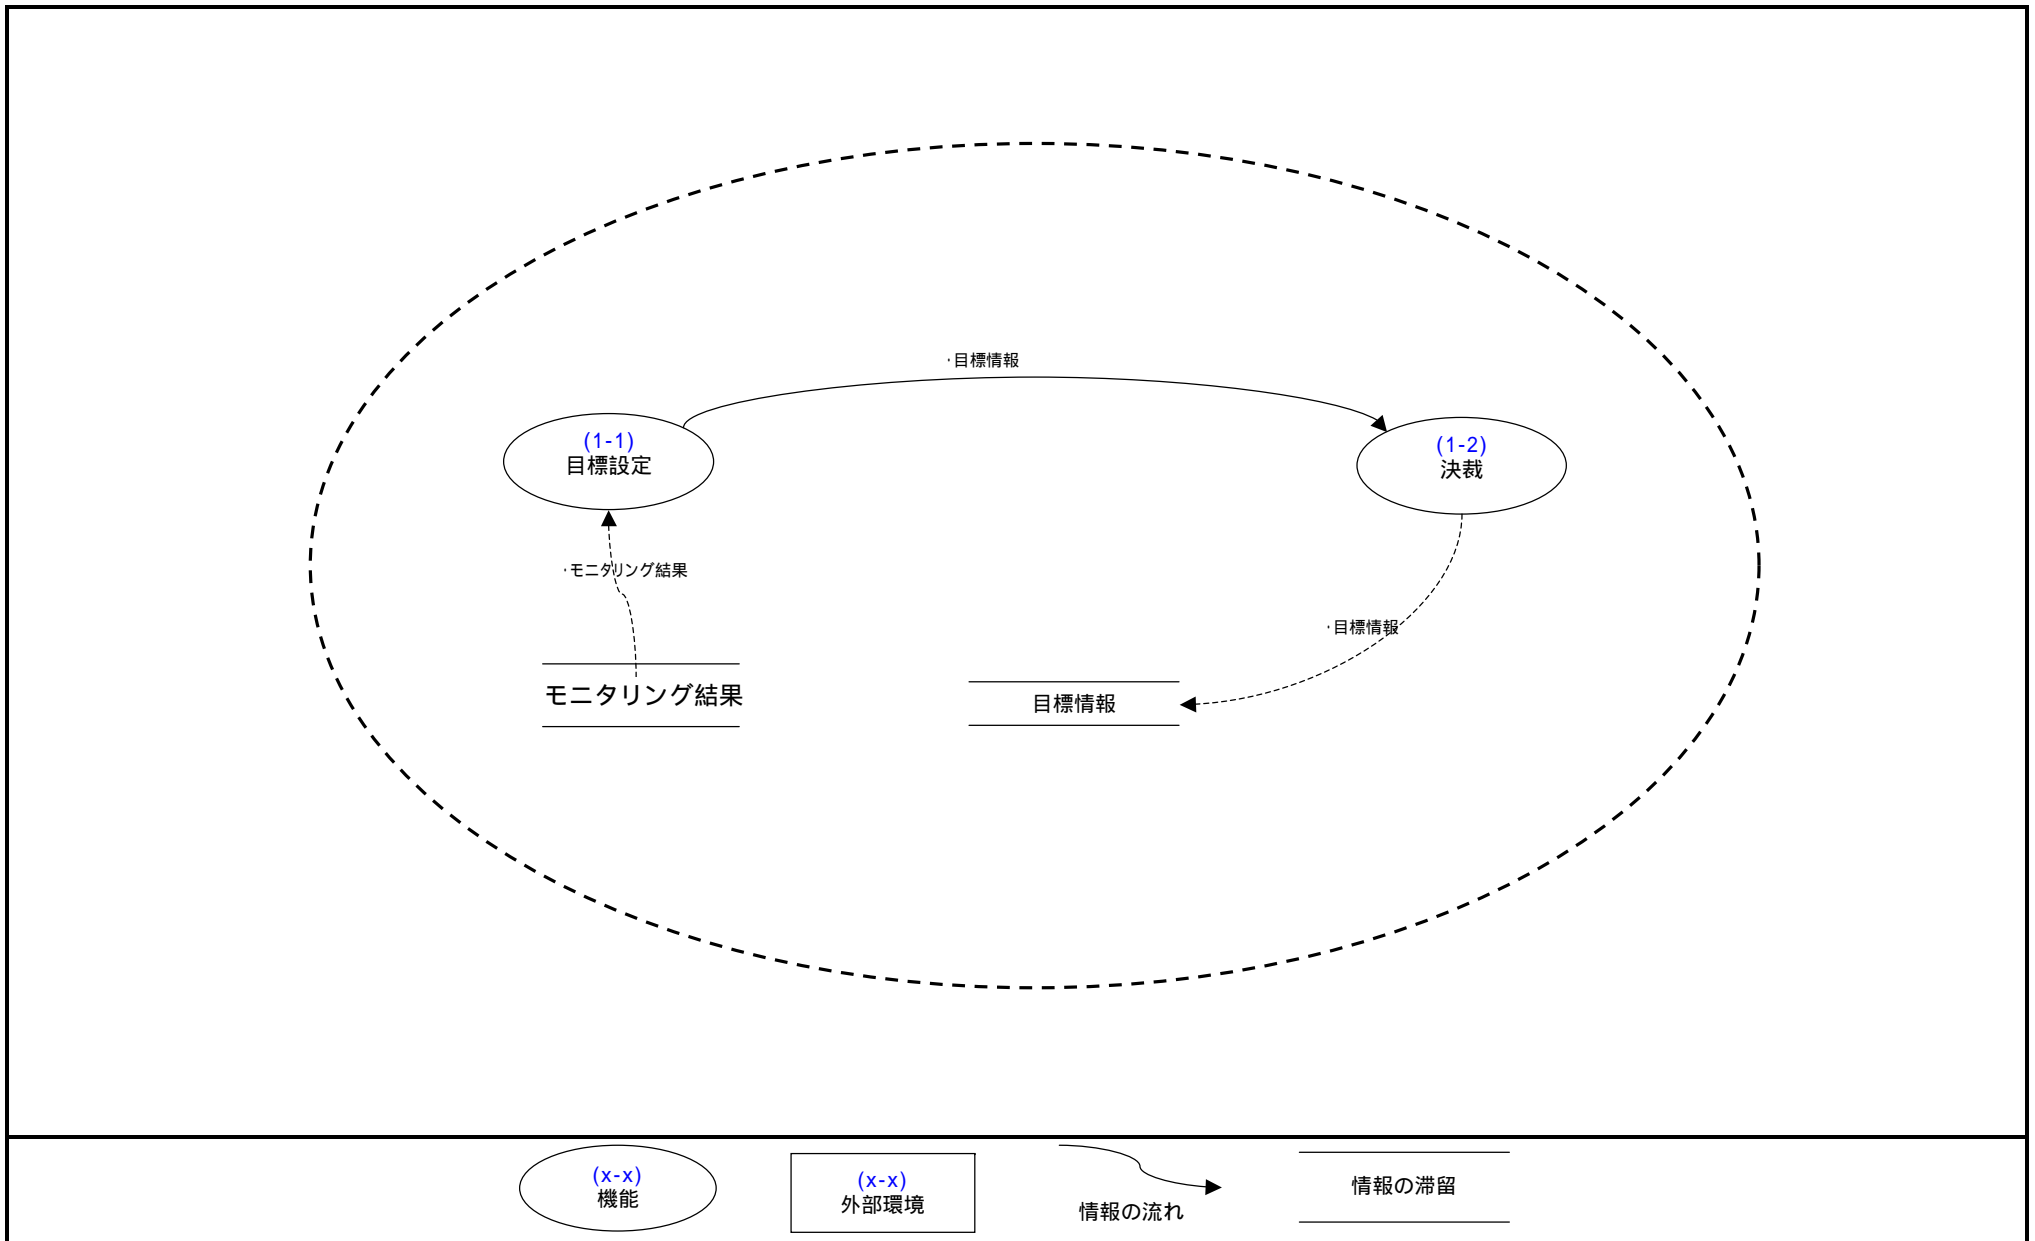 ・目標情報
(1-1)
目標設定
(1-2)
決裁
・モニタリング結果
・目標情報
モニタリング結果
目標情報
(x-x)
機能
(x-x)
外部環境
情報の流れ
情報の滞留